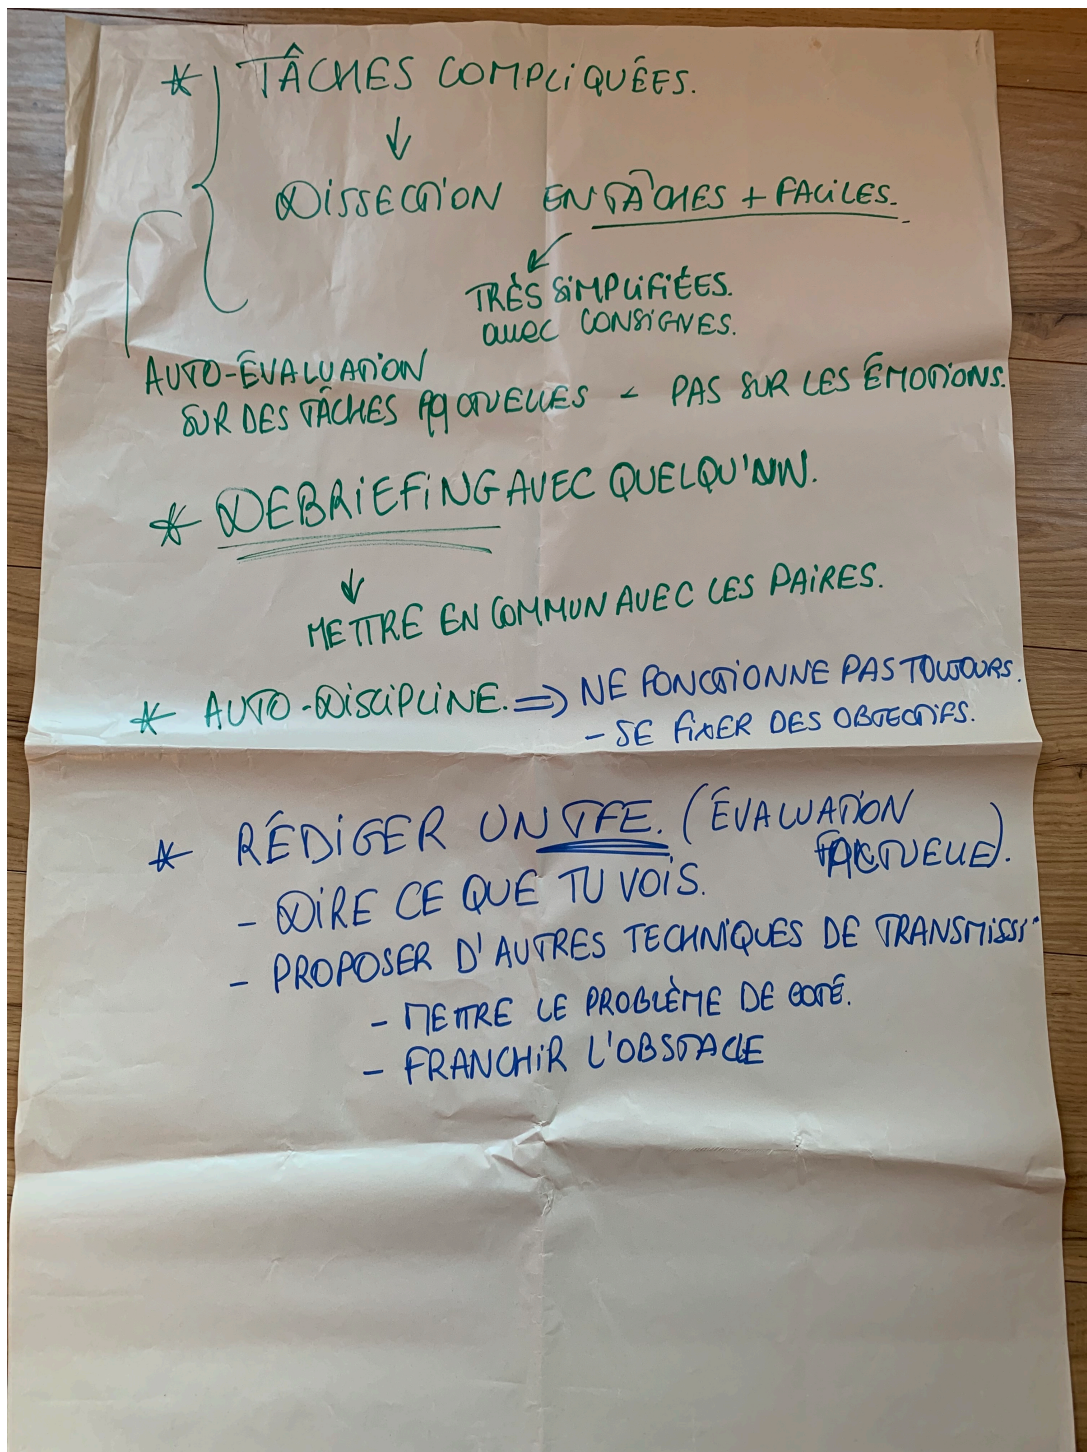 * TÂCHES COMPLIQUÉES.
↓
DISSECTION EN TÂCHES + FACILES.
TRÈS SIMPLIFIÉES.
avec CONSIGNES.
AUTO-ÉVALUATION
SUR DES TÂCHES - PAS SUR LES ÉMOTIONS.
* DEBRIEFING AVEC QUELQU'UN.
↓
METTRE EN COMMUN AVEC LES PAIRES.
* AUTO-DISCIPLINE. ⇒ NE FONCTIONNE PAS TOUJOURS.
- SE FIXER DES OBJECTIFS.
* RÉDIGER UN TFE. (ÉVALUATION
FACTUELLE).
- DIRE CE QUE TU VOIS.
- PROPOSER D'AUTRES TECHNIQUES DE TRANSMISS°
- METTRE LE PROBLÈME DE COTÉ.
- FRANCHIR L'OBSTACLE